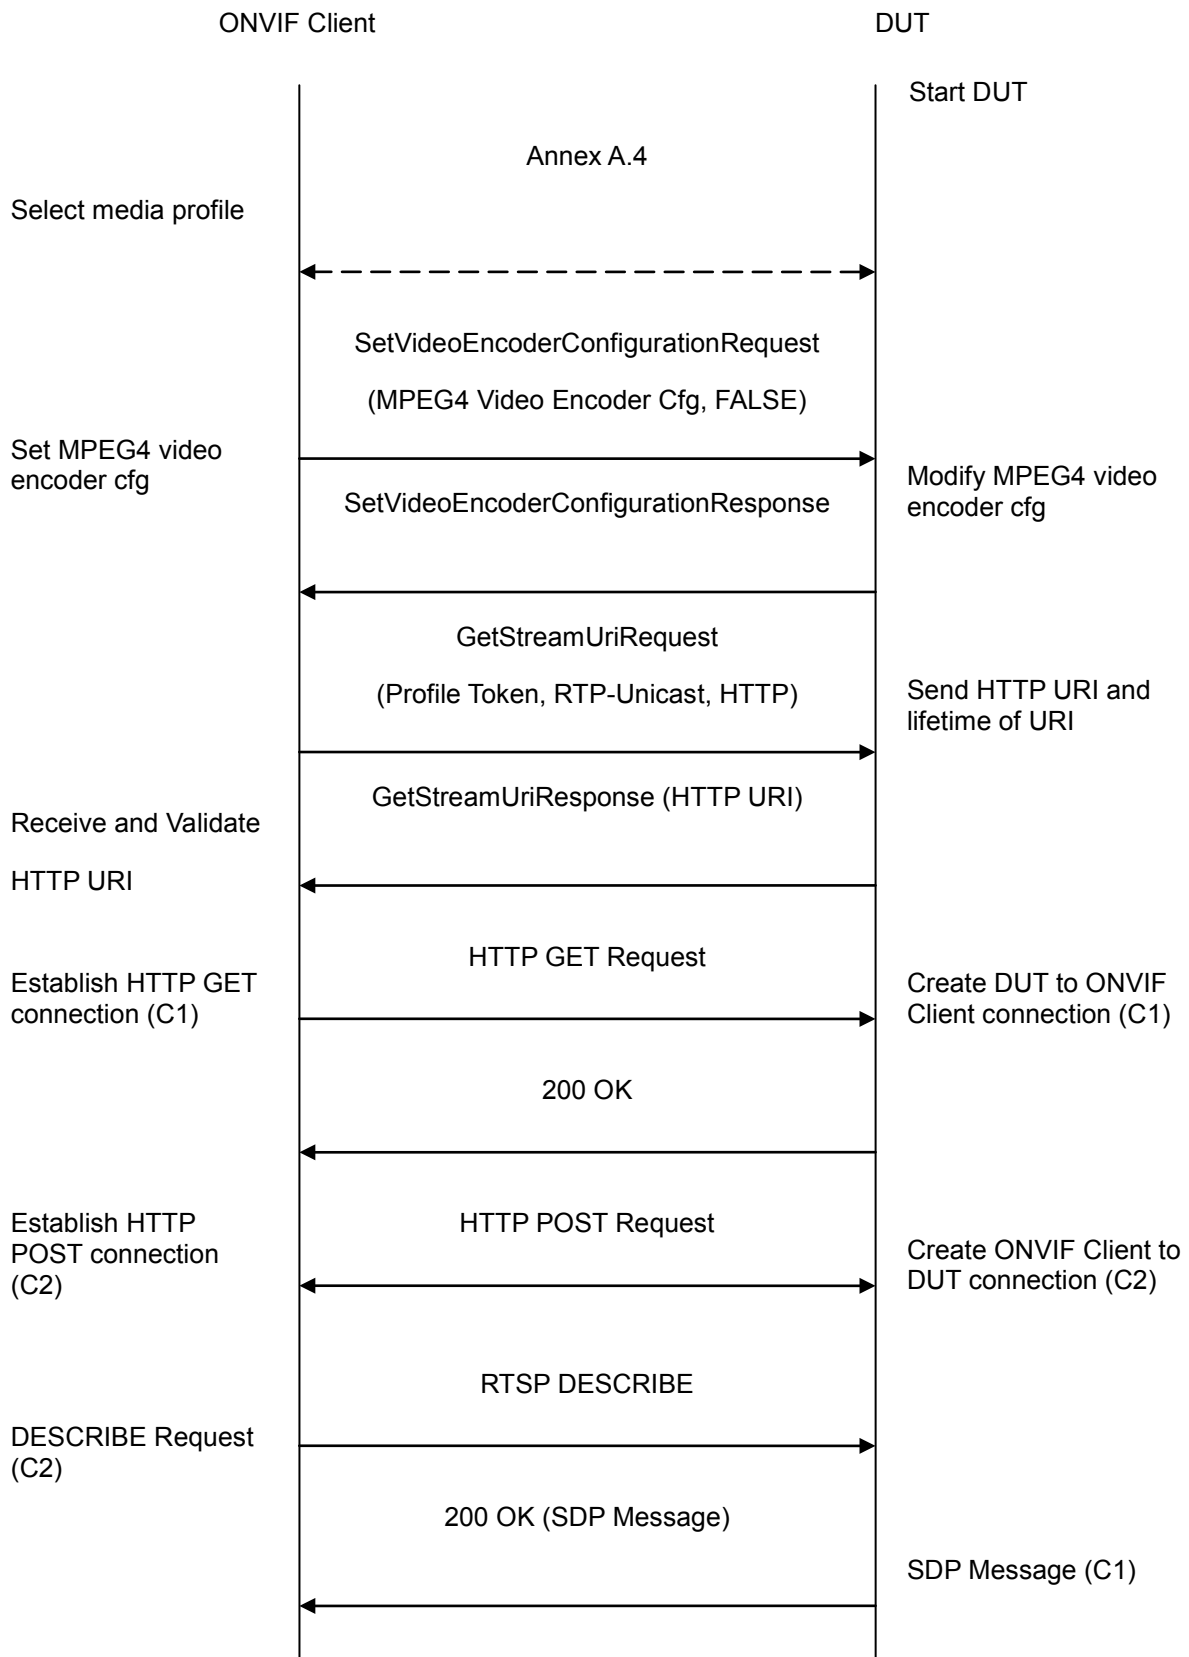 ONVIF Client
DUT
Start DUT
Annex A.4
Select media profile
SetVideoEncoderConfigurationRequest
(MPEG4 Video Encoder Cfg, FALSE)
Set MPEG4 video
encoder cfg
Modify MPEG4 video
encoder cfg
SetVideoEncoderConfigurationResponse
GetStreamUriRequest
(Profile Token, RTP-Unicast, HTTP)
Send HTTP URI and
lifetime of URI
GetStreamUriResponse (HTTP URI)
Receive and Validate
HTTP URI
HTTP GET Request
Establish HTTP GET
connection (C1)
Create DUT to ONVIF
Client connection (C1)
200 OK
HTTP POST Request
Establish HTTP
POST connection
(C2)
Create ONVIF Client to
DUT connection (C2)
RTSP DESCRIBE
DESCRIBE Request
(C2)
200 OK (SDP Message)
SDP Message (C1)